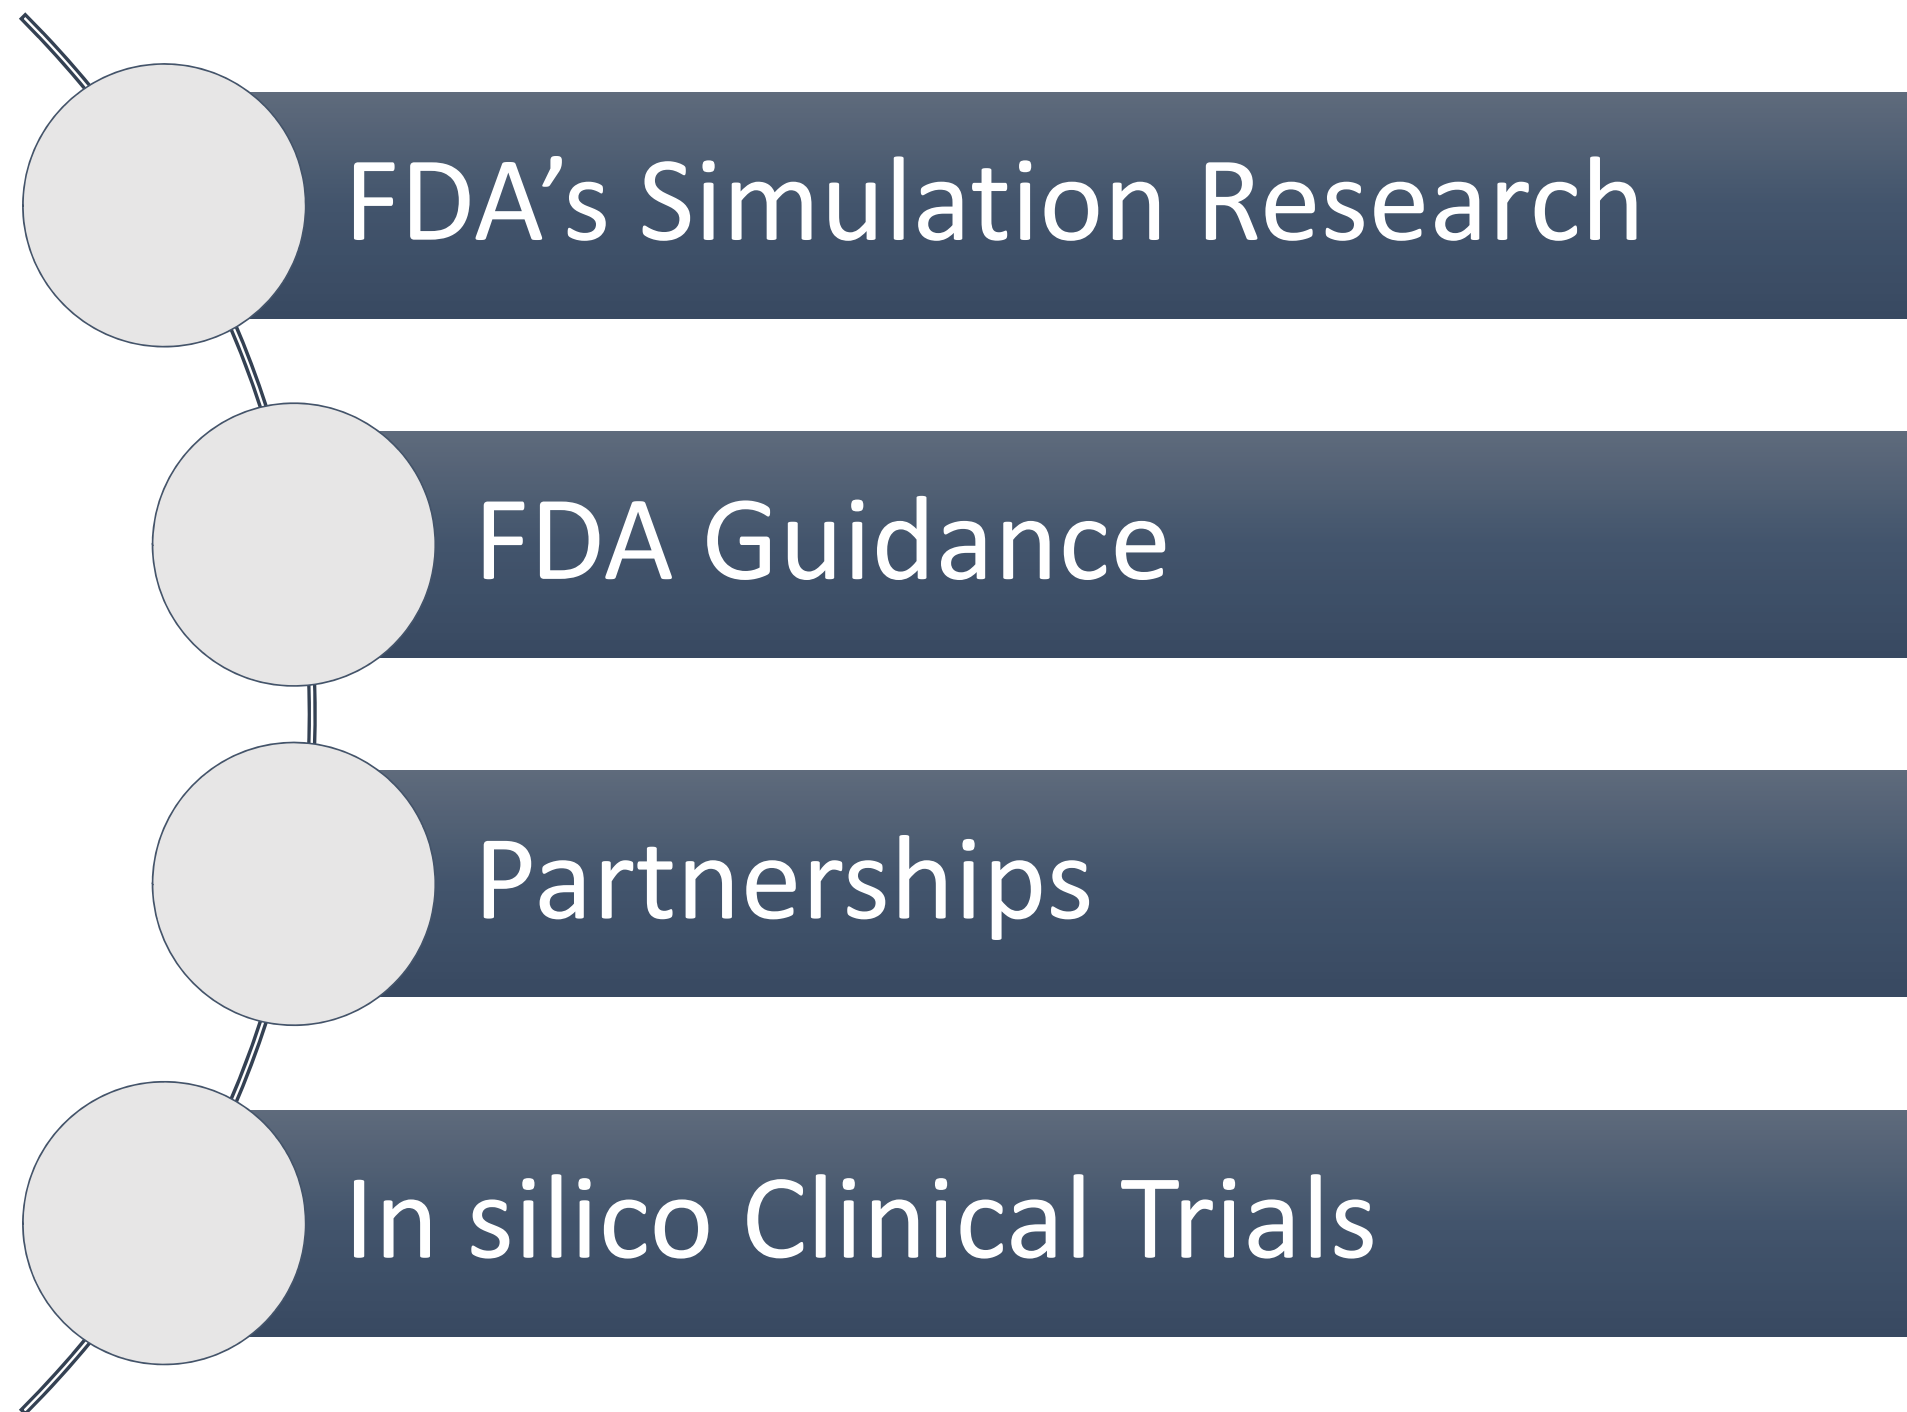 FDA’s Simulation Research
FDA Guidance
Partnerships
In silico Clinical Trials